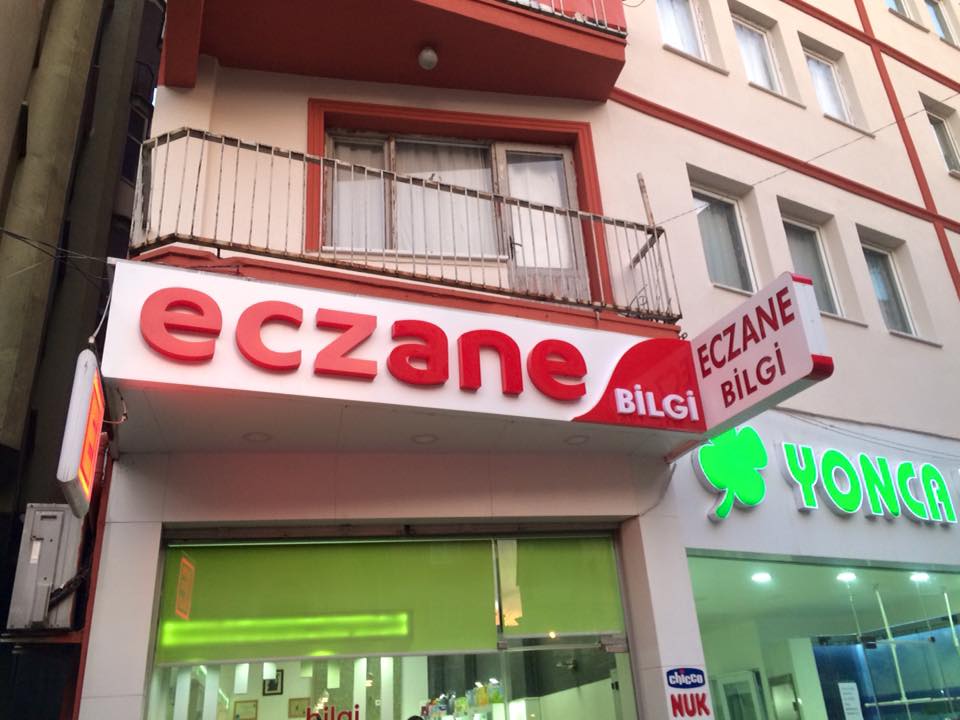 eczane
BİLGİ
ECZANE
BİLGİ
YONCA
chicco
NUK
bilgi